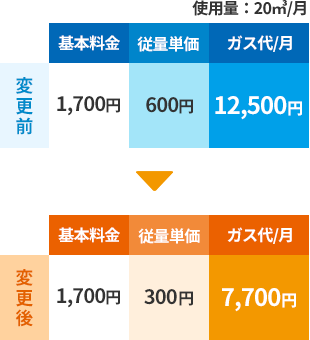 使用量：20㎥/月
基本料金 従量単価 ガス代/月
変更前 1,700円 600円 12,500円
基本料金 従量単価 ガス代/月
変更後 1,700円 300円 7,700円